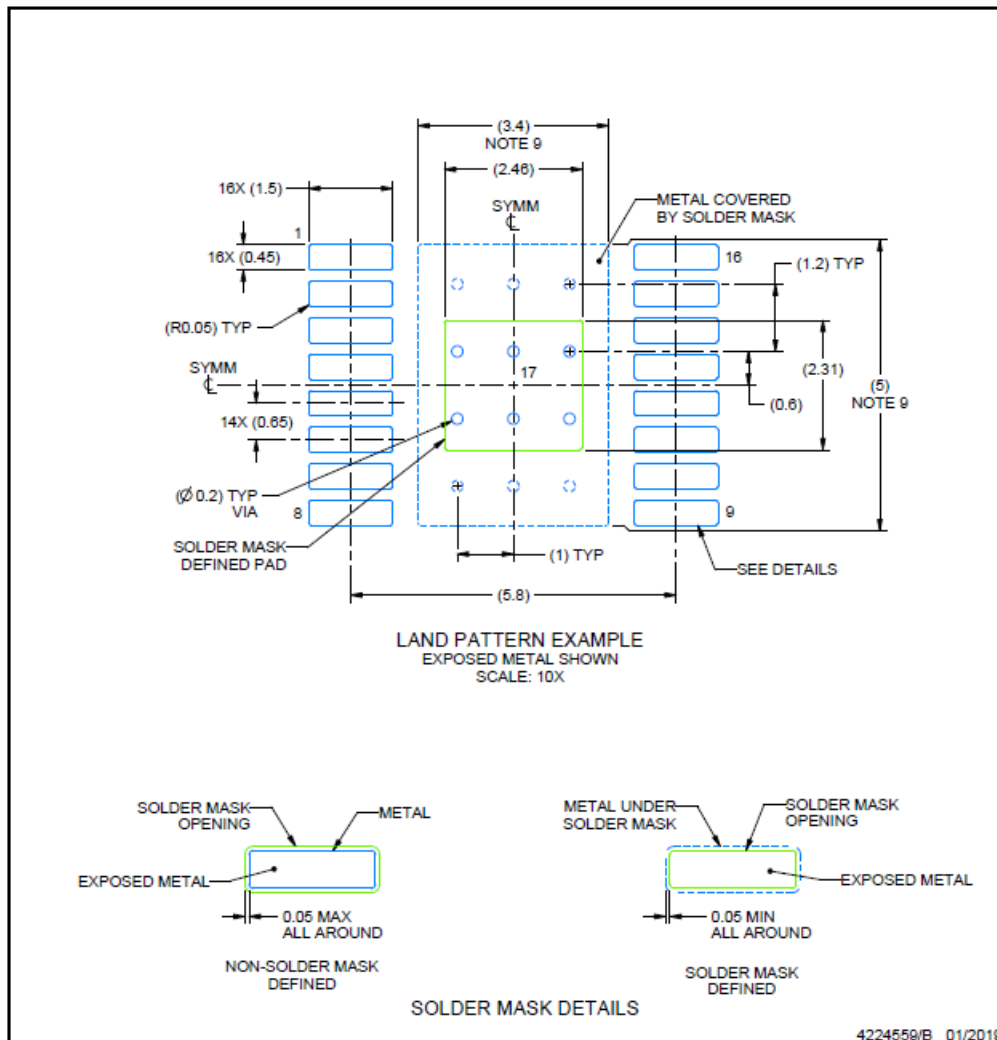 (3.4)
NOTE 9
(2.46)
16X (1.5)
SYMM
℄
METAL COVERED
BY SOLDER MASK
1
16
16X (0.45)
(1.2) TYP
(R0.05) TYP
SYMM
℄
17
(2.31)
(5)
NOTE 9
(0.6)
14X (0.65)
(Ø 0.2) TYP
VIA
8
9
SOLDER MASK
DEFINED PAD
(1) TYP
SEE DETAILS
(5.8)
LAND PATTERN EXAMPLE
EXPOSED METAL SHOWN
SCALE: 10X
SOLDER MASK
OPENING
METAL
EXPOSED METAL
0.05 MAX
ALL AROUND
NON-SOLDER MASK
DEFINED
METAL UNDER
SOLDER MASK
SOLDER MASK
OPENING
EXPOSED METAL
0.05 MIN
ALL AROUND
SOLDER MASK
DEFINED
SOLDER MASK DETAILS
4224559/B 01/2019